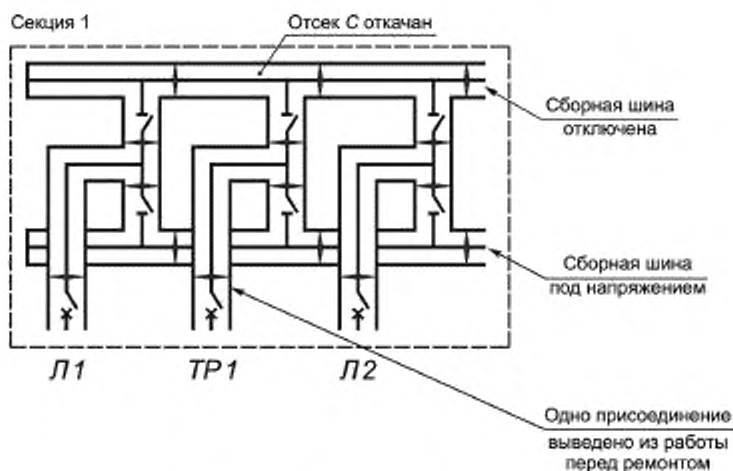 Секция 1
Отсек С откачан
Сборная шина
отключена
Сборная шина
под напряжением
Л1
ТР1
Л2
Одно присоединение
выведено из работы
перед ремонтом